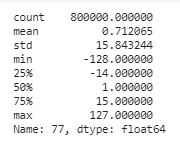 count    800000.000000
mean          0.712065
std          15.843244
min        -128.000000
25%         -14.000000
50%           1.000000
75%          15.000000
max         127.000000
Name: 77, dtype: float64